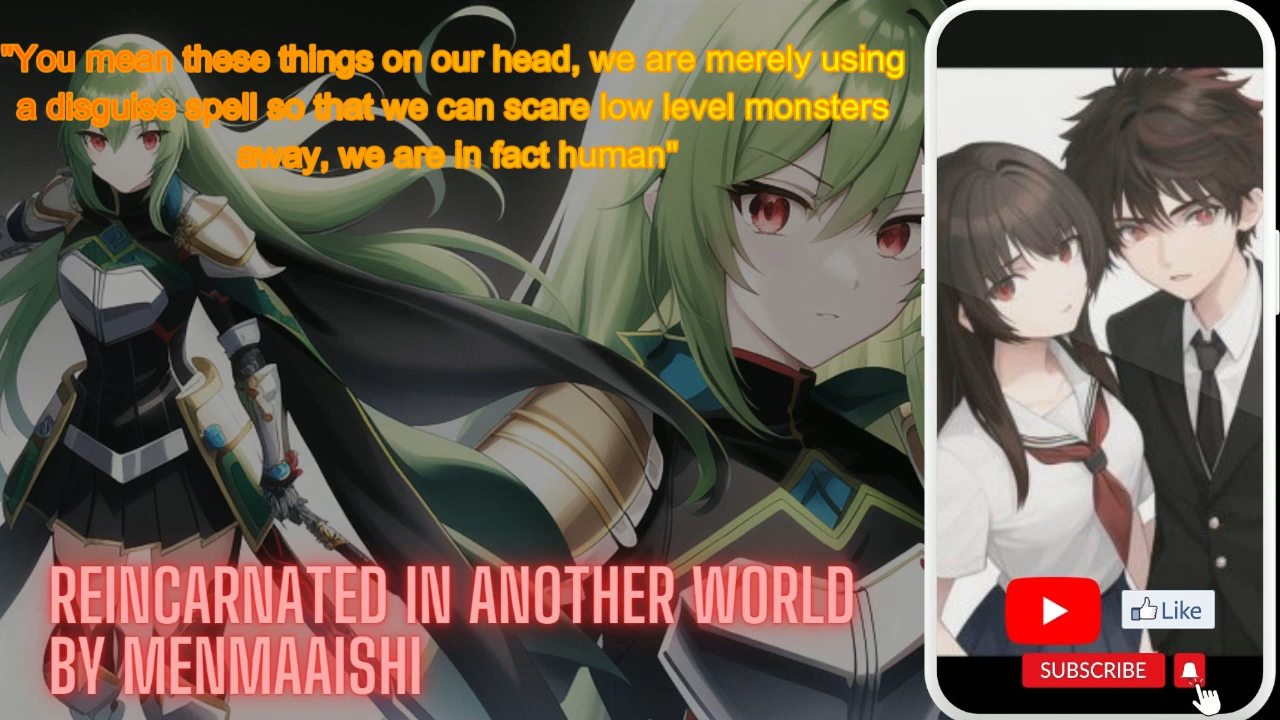 "You mean these things on our head, we are merely using
a disguise spell so that we can scare low level monsters
away, we are in fact human"
REINCARNATED IN ANOTHER WORLD
BY MENMAAISHI
Like
SUBSCRIBE